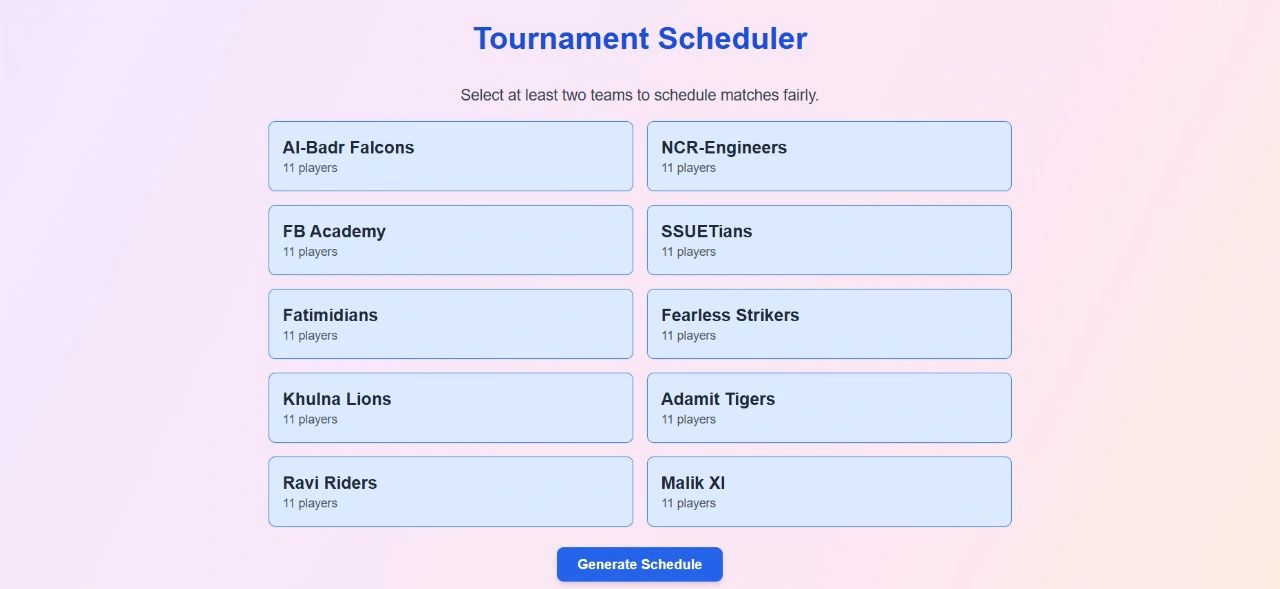 Tournament Scheduler
Select at least two teams to schedule matches fairly.
Al-Badr Falcons
11 players
NCR-Engineers
11 players
FB Academy
11 players
SSUETians
11 players
Fatimidians
11 players
Fearless Strikers
11 players
Khulna Lions
11 players
Adamit Tigers
11 players
Ravi Riders
11 players
Malik XI
11 players
Generate Schedule